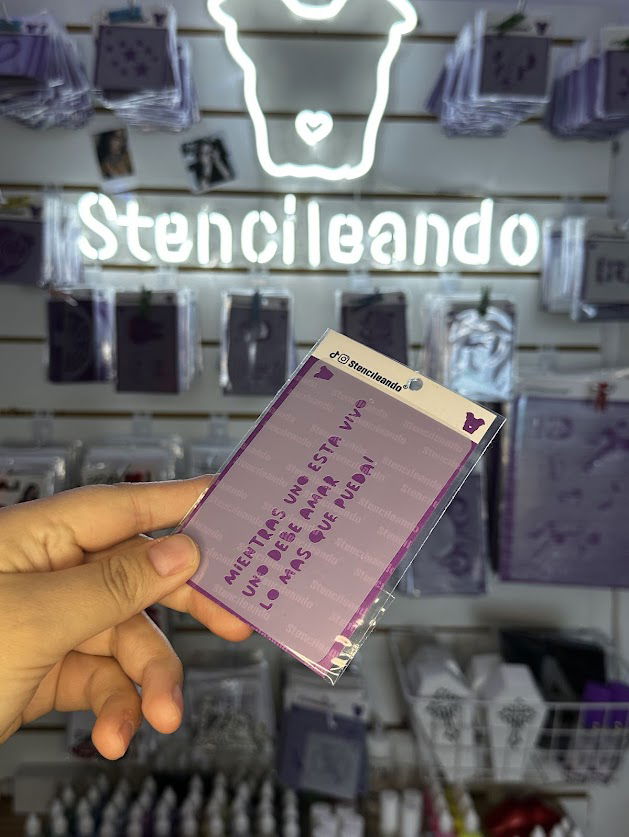 Stencileando
Stencileando
MIENTRAS UNO ESTA VIVO
UNO DEBE AMAR
LO MAS QUE PUEDA!